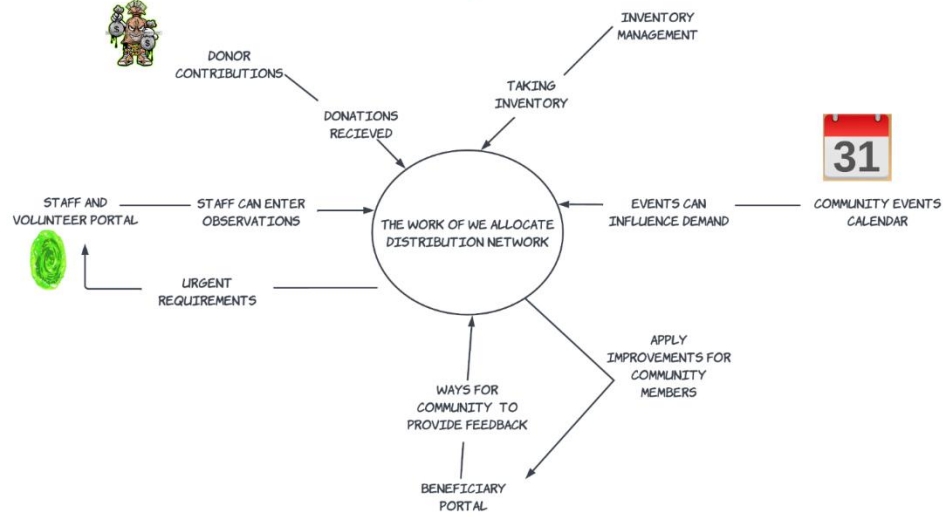 INVENTORY
MANAGEMENT
$
$
DONOR
CONTRIBUTIONS
TAKING
INVENTORY
DONATIONS
RECIEVED
31
STAFF AND
VOLUNTEER PORTAL
STAFF CAN ENTER
OBSERVATIONS
THE WORK OF WE ALLOCATE
DISTRIBUTION NETWORK
EVENTS CAN
INFLUENCE DEMAND
COMMUNITY EVENTS
CALENDAR
URGENT
REQUIREMENTS
APPLY
IMPROVEMENTS FOR
COMMUNITY
MEMBERS
WAYS FOR
COMMUNITY TO
PROVIDE FEEDBACK
BENEFICIARY
PORTAL